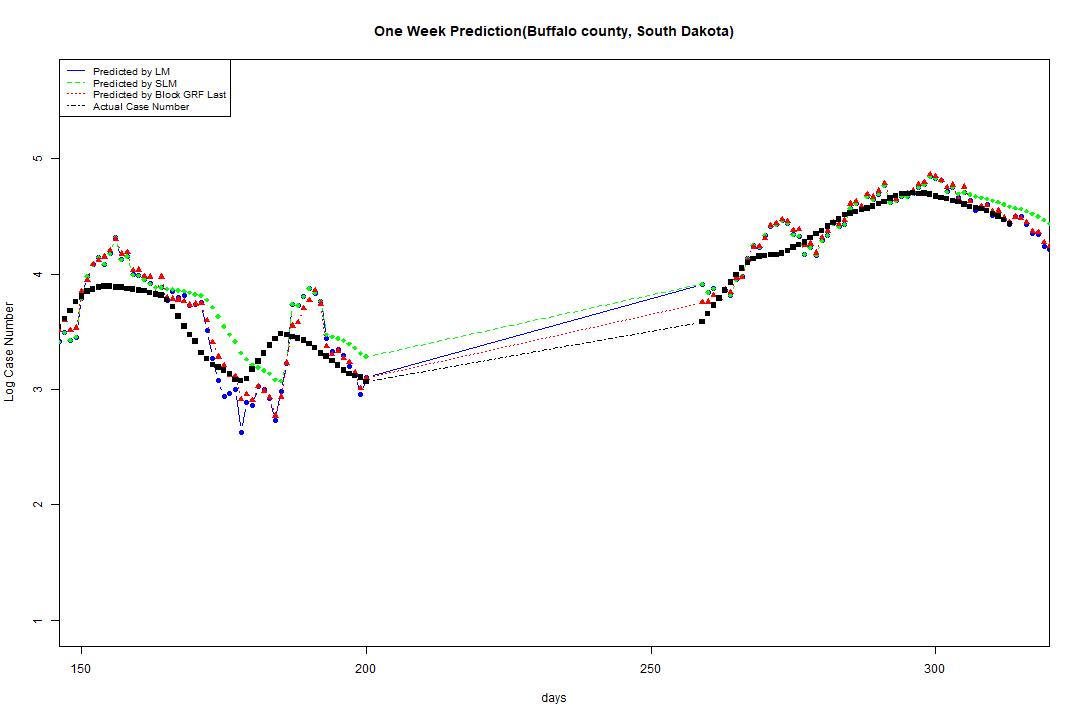 One Week Prediction(Buffalo county, South Dakota)
Predicted by LM
Predicted by SLM
Predicted by Block GRF Last
Actual Case Number
5
4
3
2
1
Log Case Number
150 200 250 300
days